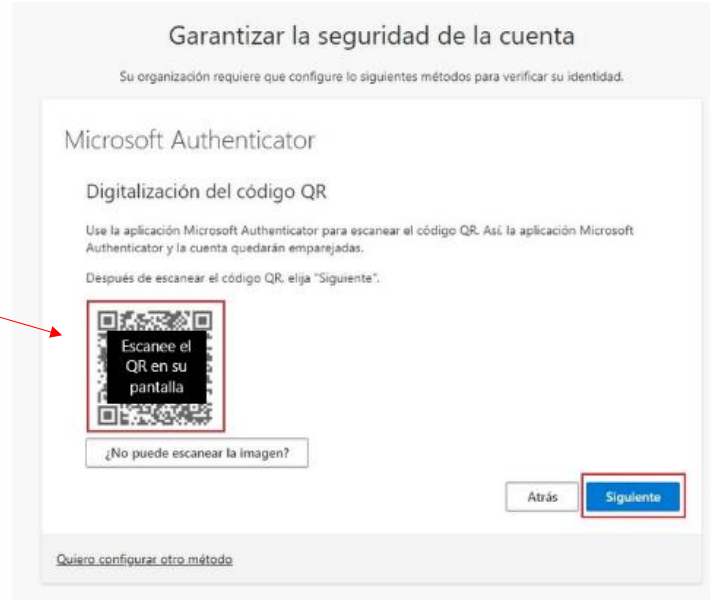 Garantizar la seguridad de la cuenta
Su organización requiere que configure lo siguientes métodos para verificar su identidad.
Microsoft Authenticator
Digitalización del código QR
Use la aplicación Microsoft Authenticator para escanear el código QR. Así, la aplicación Microsoft
Authenticator y la cuenta quedarán emparejadas.
Después de escanear el código QR, elija "Siguiente".
Escanee el
QR en su
pantalla
¿No puede escanear la imagen?
Atrás
Siguiente
Quiero configurar otro método